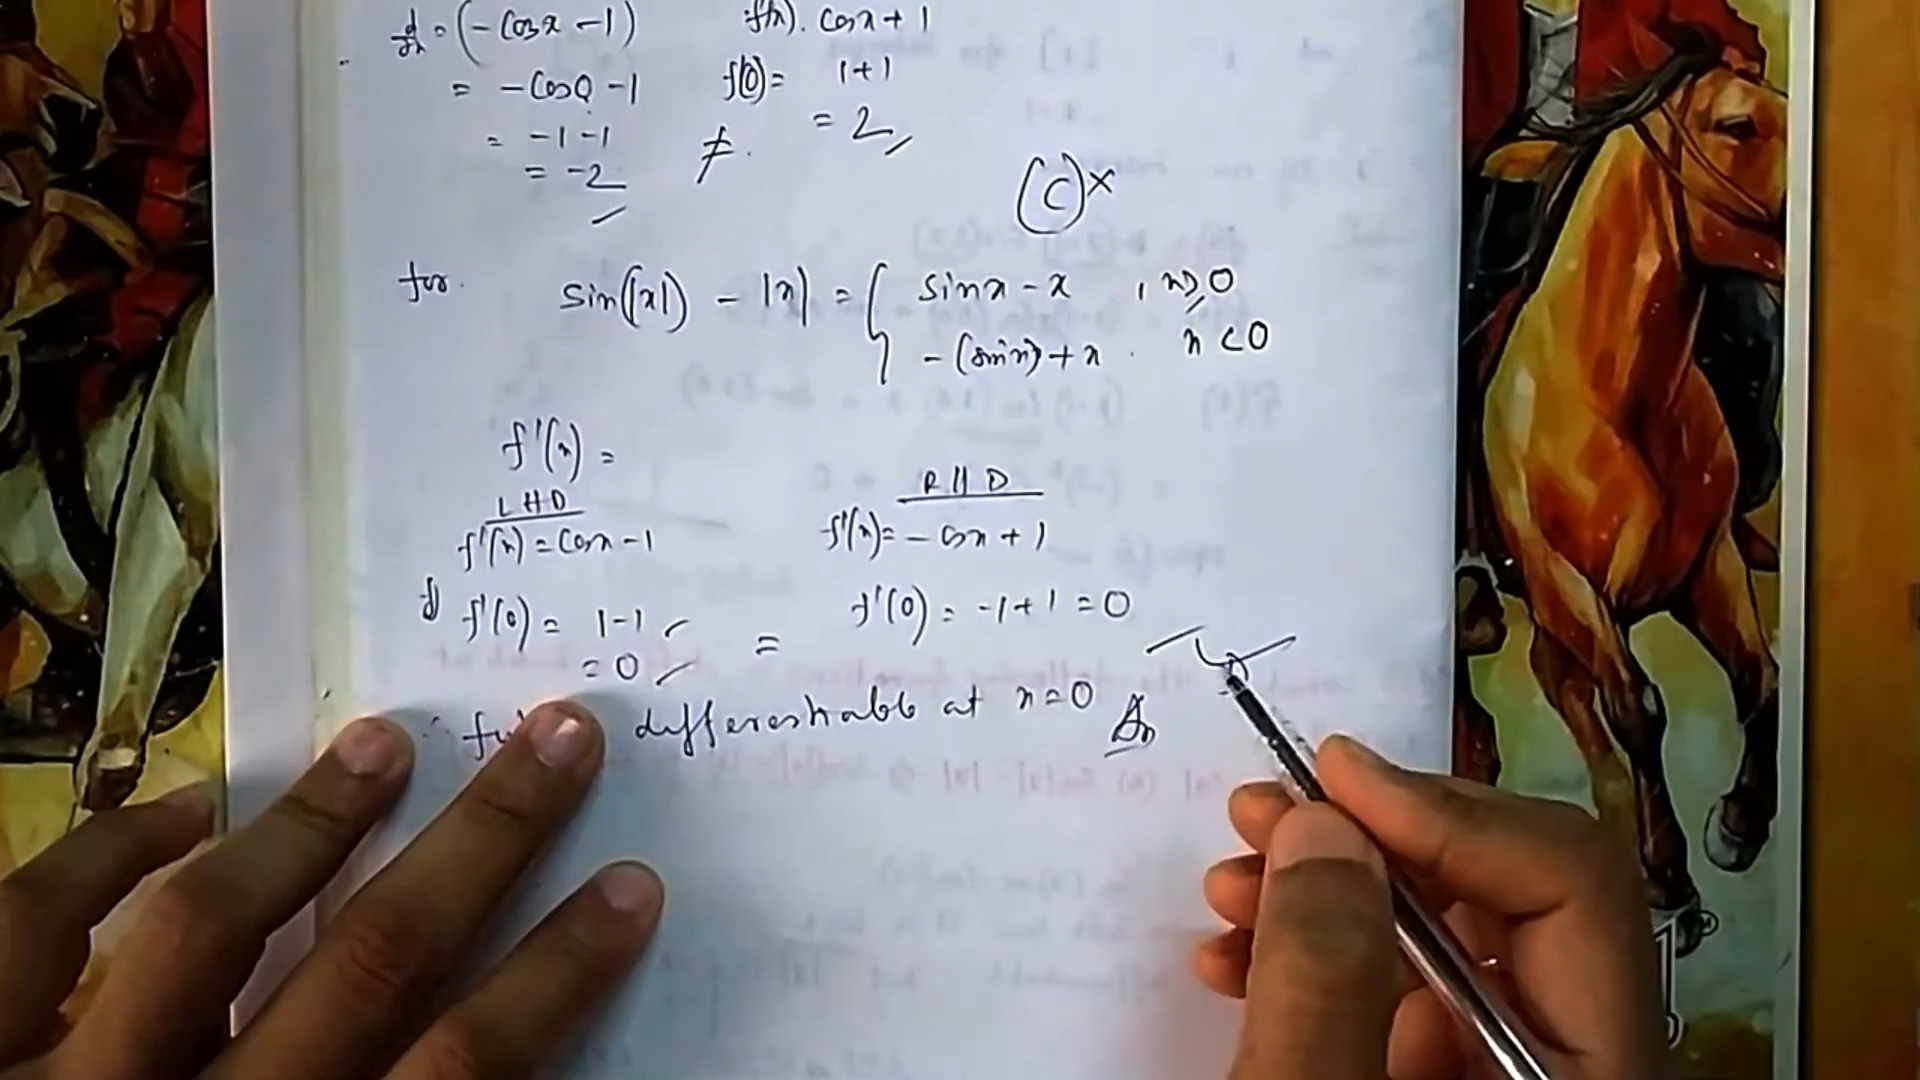 d/dx = (-Cosx -1)   f'(x). Cosx + 1
= -Cos0 -1   f'(0)= 1+1
= -1 -1   = 2
= -2   ≠.
(C)×
for. sin(|x|) - |x| = { sinx - x , x≥0
-(sinx) + x . x<0
f'(x) =
LHD   RHD
f'(x) = Cosx -1   f'(x)= - cosx + 1
f'(0) = 1-1   f'(0) = -1+1 =0
= 0   =
differentiable at x=0 Ans